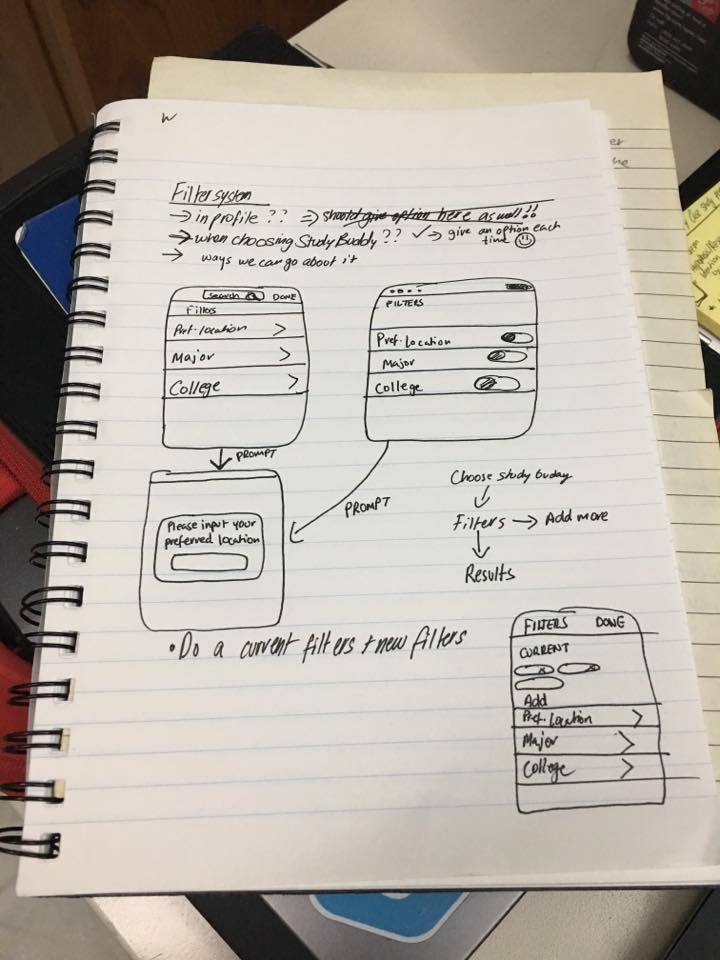 W
Filter system
→ in profile ?? ⇒ should give option here as well!!
→ when choosing Study Buddy ?? ✓ → give an option each
time ☺
→ ways we can go about it
search DONE
Filters
Pref. location >
Major >
College >
FILTERS
Pref. Location
Major
College
PROMPT
PROMPT
Please input your
preferred location
Choose study buday
Filters → Add more
Results
• Do a current filters + new filters
FILTERS DONE
CURRENT
x x
Add
Pref. Location >
Major >
College >